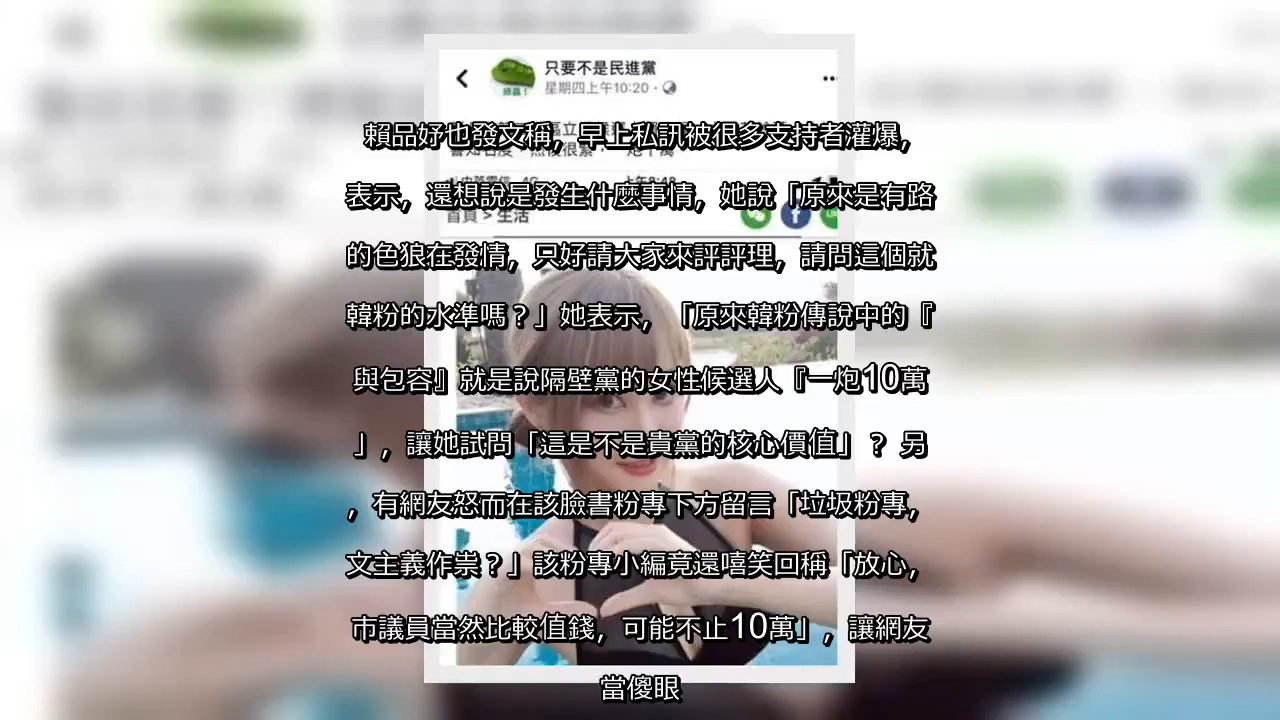 只要不是民進黨
星期四上午10:20
賴品妤也發文稱，早上私訊被很多支持者灌爆，
表示，還想說是發生什麼事情，她說「原來是有路
首頁 > 生活
的色狼在發情，只好請大家來評評理，請問這個就
韓粉的水準嗎？」她表示，「原來韓粉傳說中的『
與包容』就是說隔壁黨的女性候選人『一炮10萬
」，讓她試問「這是不是貴黨的核心價值」？ 另
，有網友怒而在該臉書粉專下方留言「垃圾粉專，
文主義作祟？」該粉專小編竟還嘻笑回稱「放心，
市議員當然比較值錢，可能不止10萬」，讓網友
當傻眼